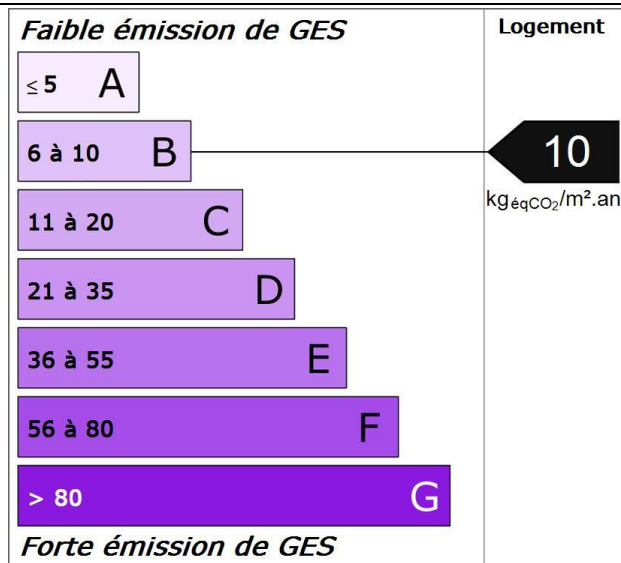 Faible émission de GES
Logement
≤ 5 A
6 à 10 B
10
kgéqCO₂/m².an
11 à 20 C
21 à 35 D
36 à 55 E
56 à 80 F
> 80 G
Forte émission de GES